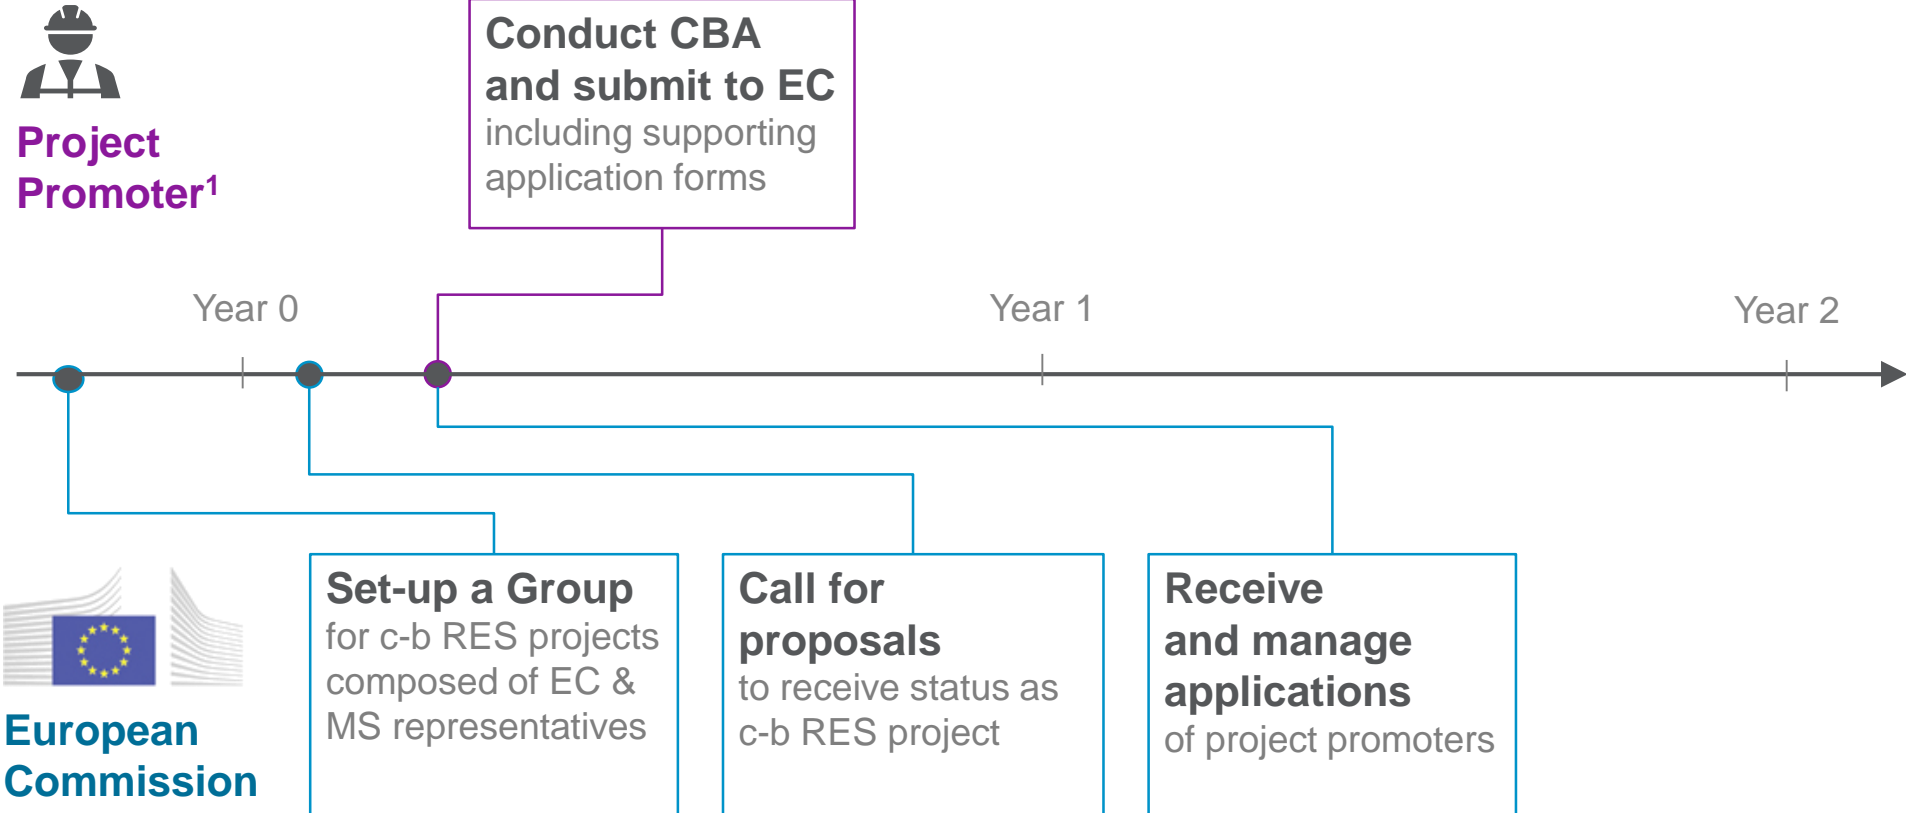 Conduct CBA
and submit to EC
including supporting
application forms
Project
Promoter¹
Year 0
Year 1
Year 2
Set-up a Group
for c-b RES projects
composed of EC &
MS representatives
Call for
proposals
to receive status as
c-b RES project
Receive
and manage
applications
of project promoters
European
Commission